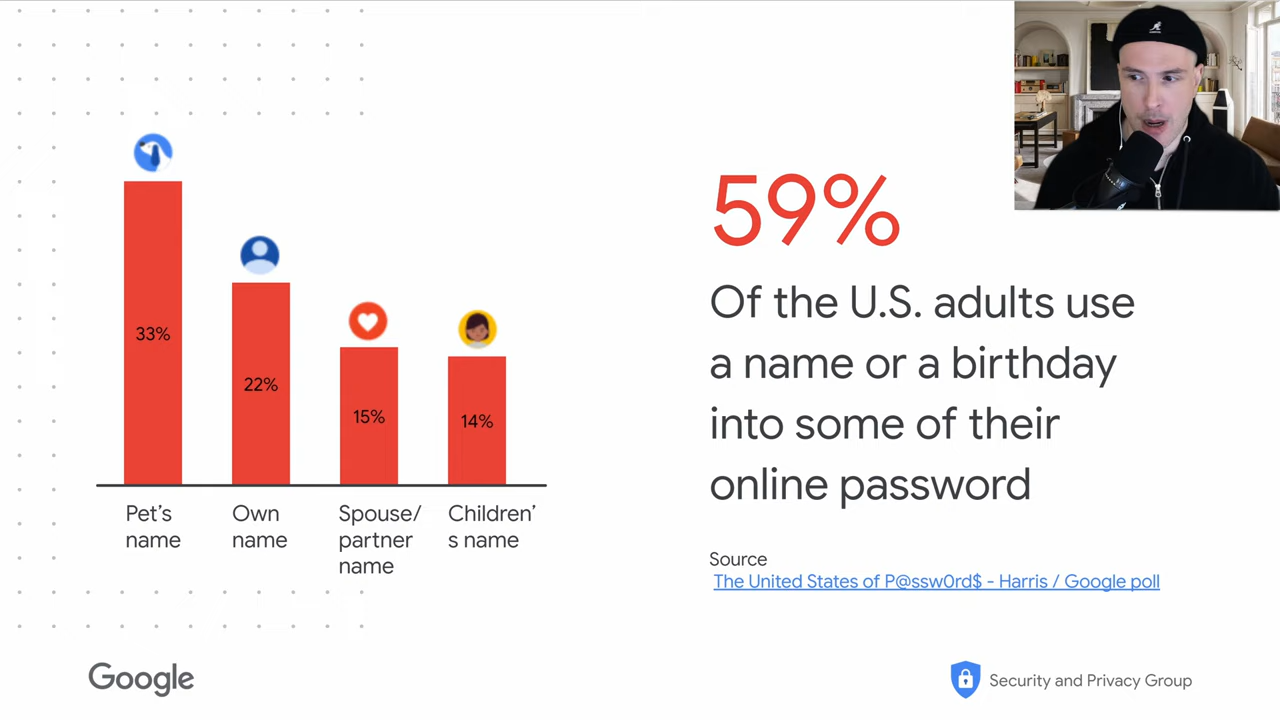 33%
22%
15%
14%
Pet's
name
Own
name
Spouse/
partner
name
Children'
s name
59%
Of the U.S. adults use
a name or a birthday
into some of their
online password
Source
The United States of P@ssw0rd$ - Harris / Google poll
Google
Security and Privacy Group